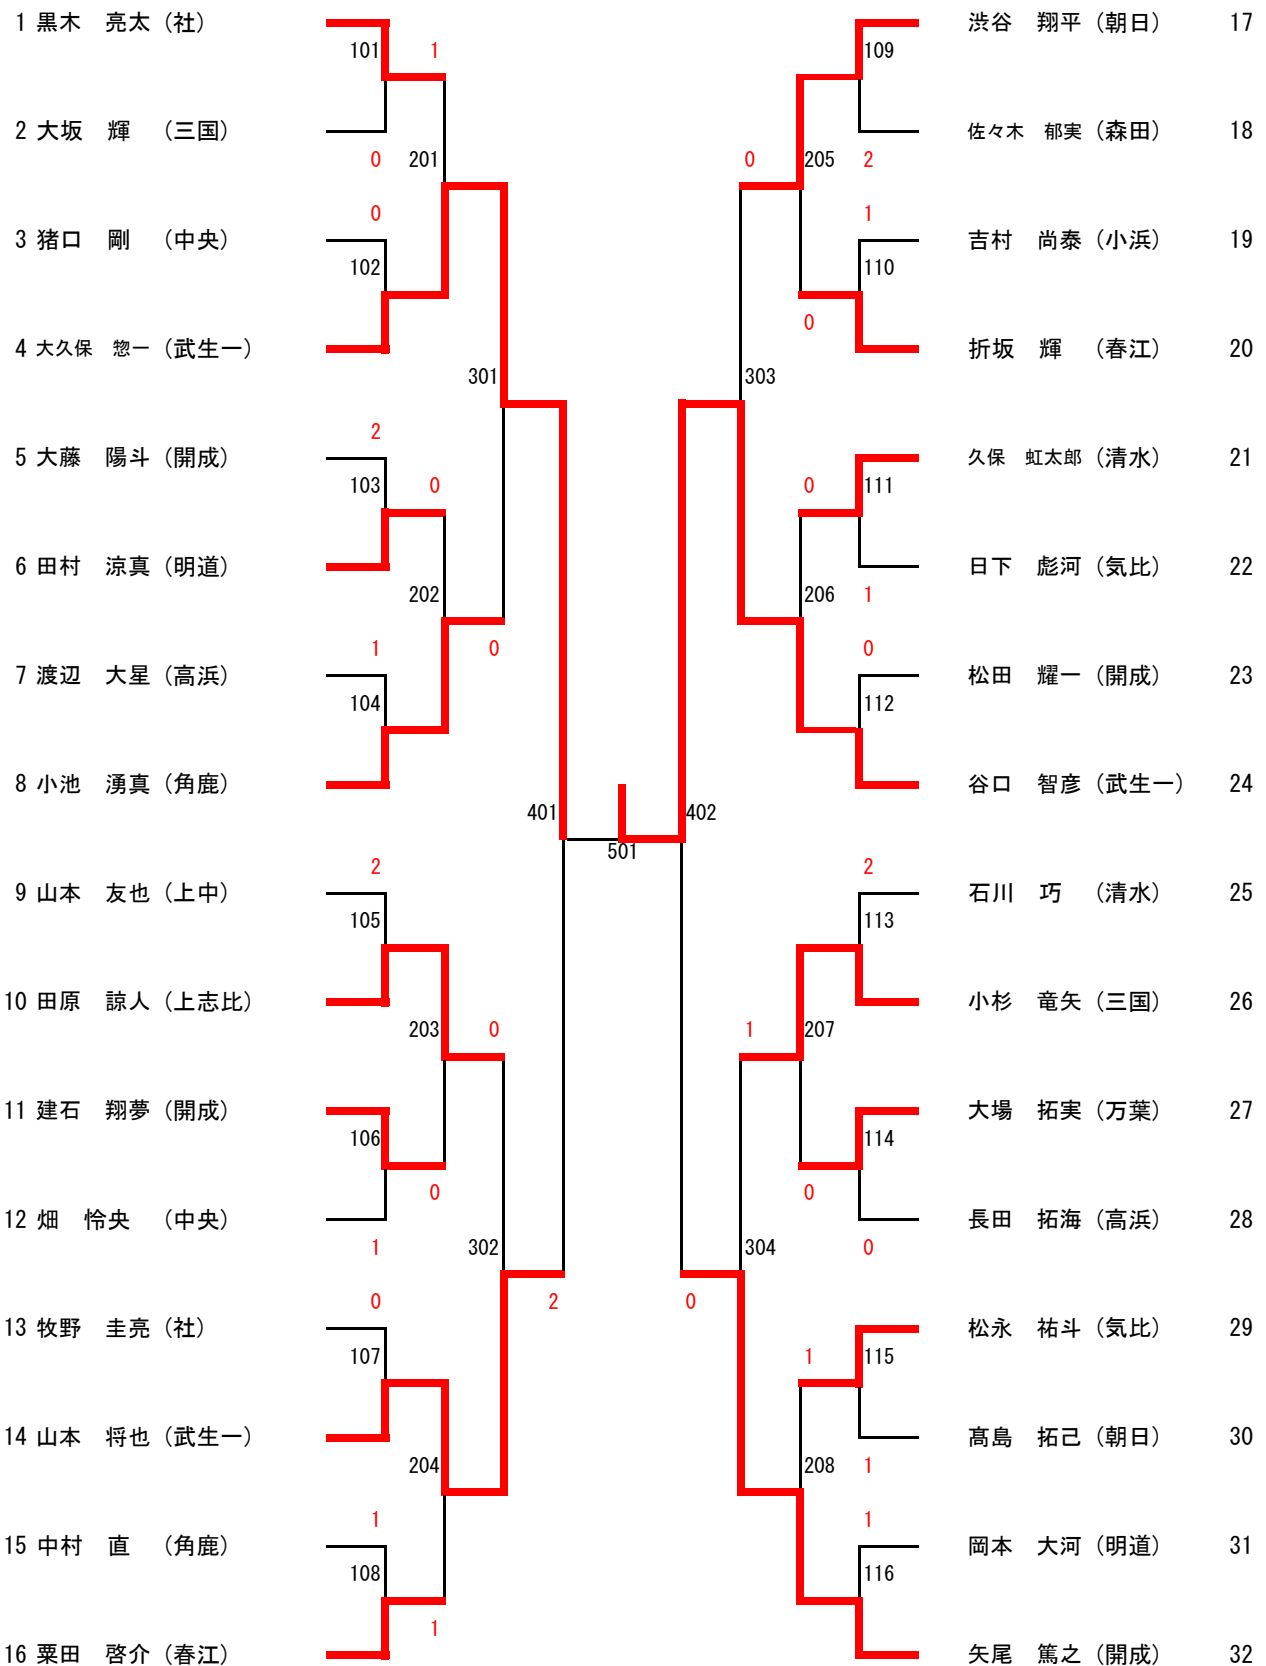 1 黒木　亮太（社） 渋谷　翔平（朝日） 17
101 1 109
2 大坂　輝　（三国） 佐々木　郁実（森田） 18
0 201 0 205 2
0 1
3 猪口　剛　（中央） 吉村　尚泰（小浜） 19
102 110
0
4 大久保　惣一（武生一） 折坂　輝　（春江） 20
301 303
2
5 大藤　陽斗（開成） 久保　虹太郎（清水） 21
103 0 0 111
6 田村　涼真（明道） 日下　彪河（気比） 22
202 206 1
1 0 0
7 渡辺　大星（高浜） 松田　耀一（開成） 23
104 112
8 小池　湧真（角鹿） 谷口　智彦（武生一） 24
401 402
501
2 2
9 山本　友也（上中） 石川　巧　（清水） 25
105 113
10 田原　諒人（上志比） 小杉　竜矢（三国） 26
203 0 1 207
11 建石　翔夢（開成） 大場　拓実（万葉） 27
106 114
0 0
12 畑　怜央　（中央） 長田　拓海（高浜） 28
1 302 304 0
0 2 0
13 牧野　圭亮（社） 松永　祐斗（気比） 29
107 1 115
14 山本　将也（武生一） 髙島　拓己（朝日） 30
204 208 1
1 1
15 中村　直　（角鹿） 岡本　大河（明道） 31
108 116
1
16 粟田　啓介（春江） 矢尾　篤之（開成） 32